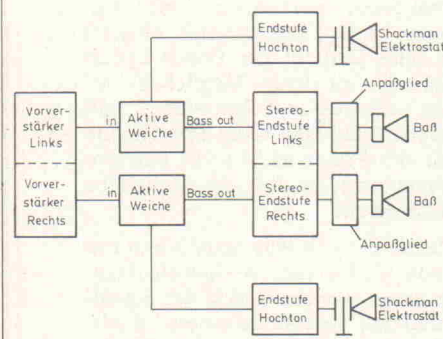 Endstufe
Hochton
Shackman
Elektrostat
Anpaßglied
Vorver-
stärker
Links
in
Aktive
Weiche
Bass out
Stereo-
Endstufe
Links
Baß
Vorver-
stärker
Rechts
in
Aktive
Weiche
Bass out
Stereo-
Endstufe
Rechts
Baß
Anpaßglied
Endstufe
Hochton
Shackman
Elektrostat